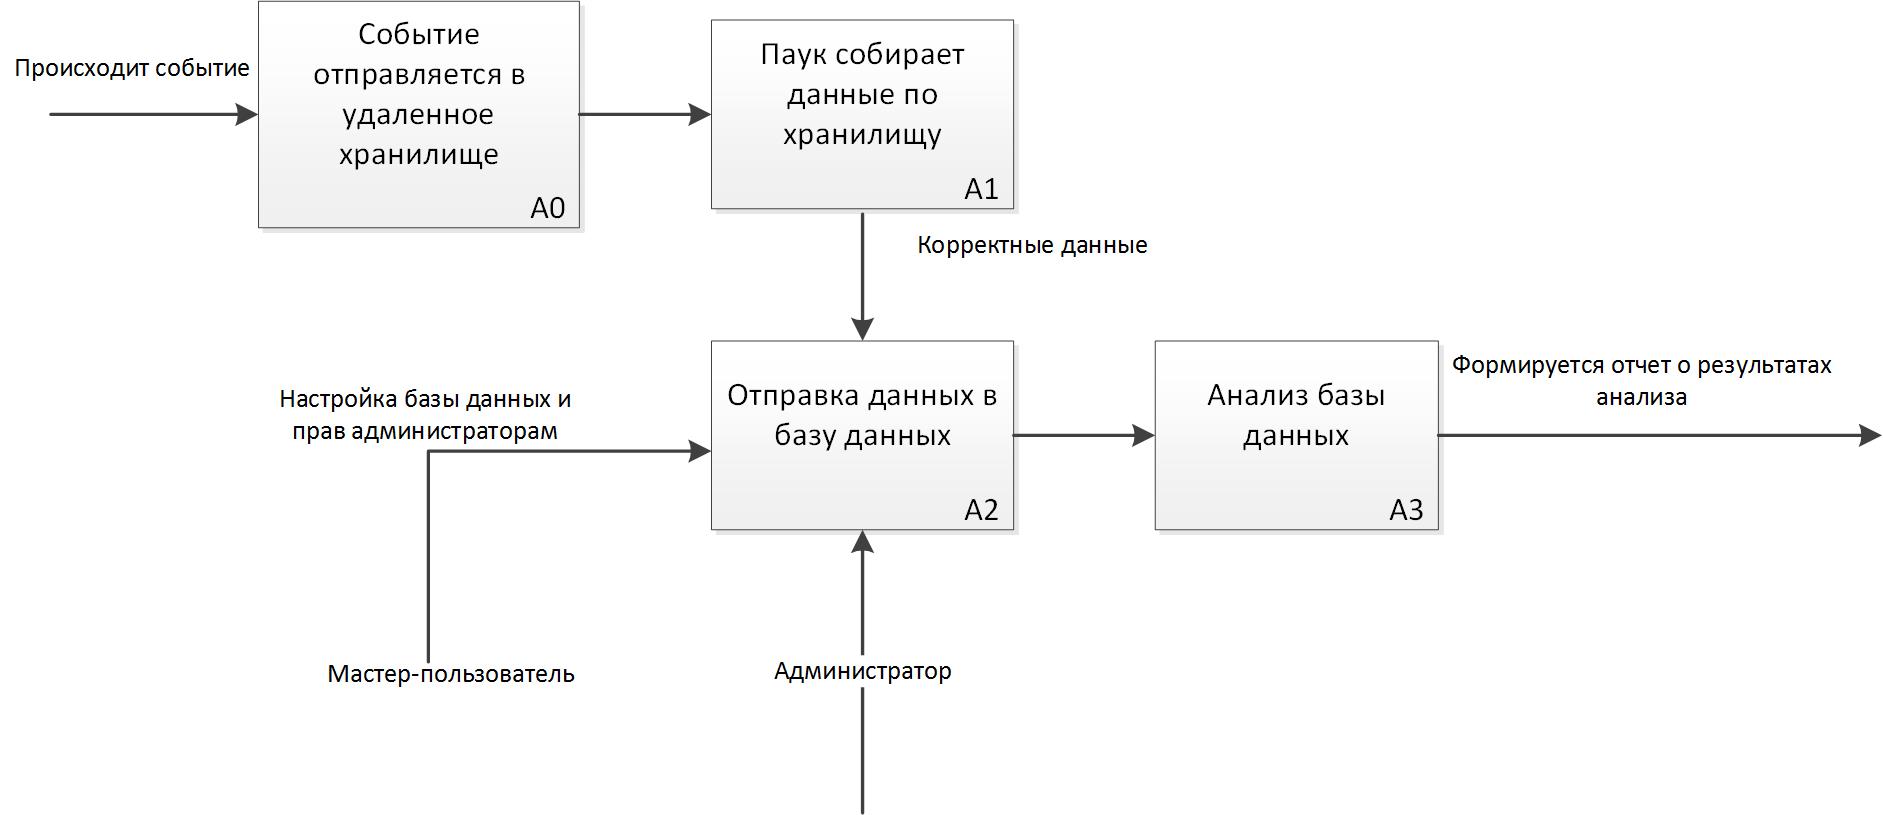 Происходит событие
Событие
отправляется в
удаленное
хранилище
A0
Паук собирает
данные по
хранилищу
A1
Корректные данные
Настройка базы данных и
прав администраторам
Отправка данных в
базу данных
A2
Анализ базы
данных
A3
Формируется отчет о результатах
анализа
Мастер-пользователь
Администратор